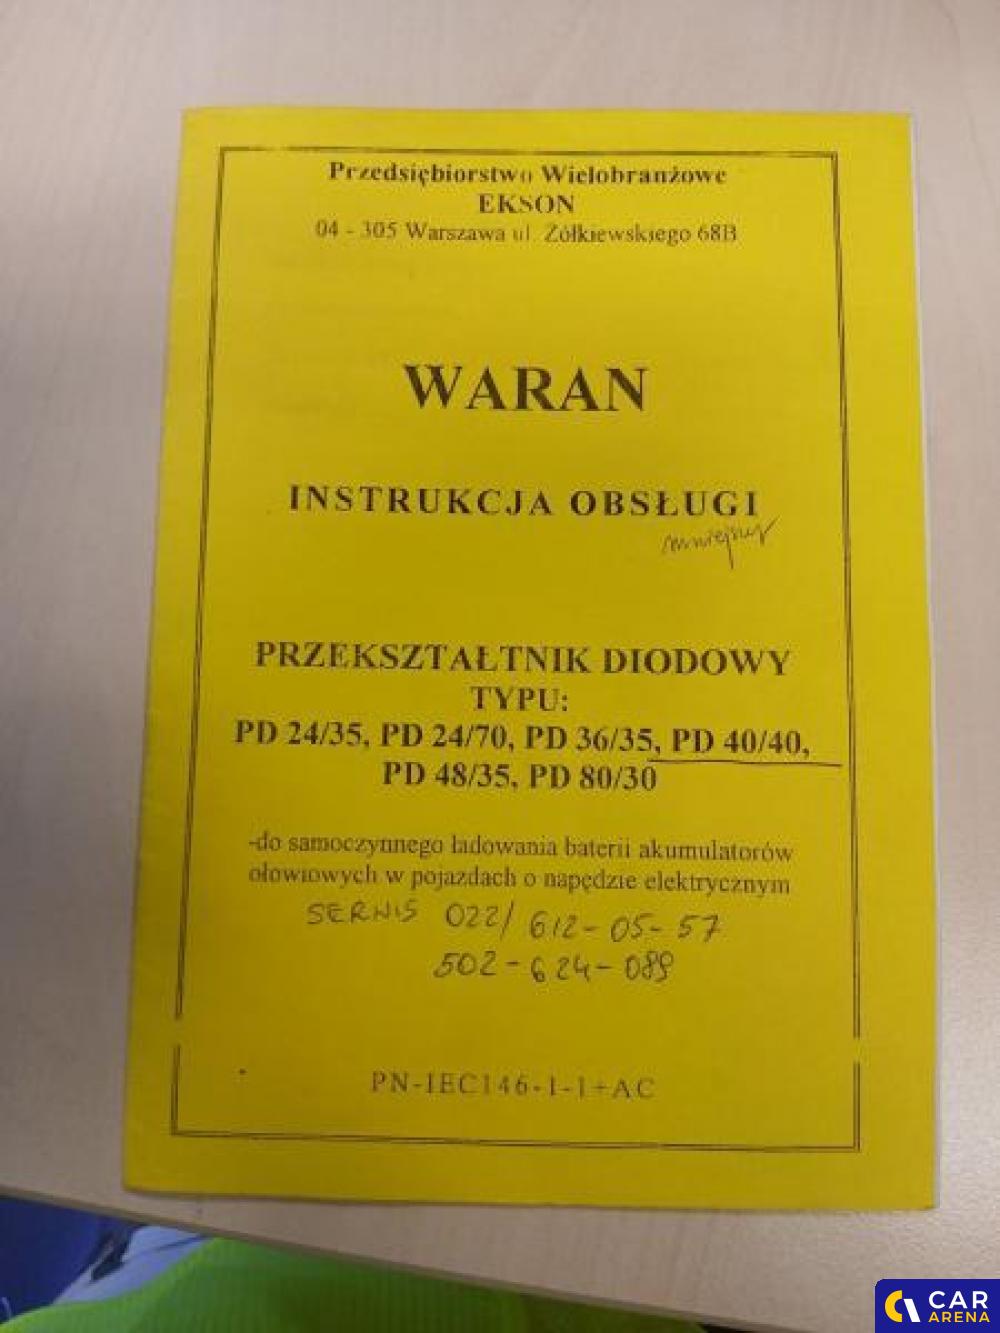 Przedsiębiorstwo Wielobranżowe
EKSON
04 - 305 Warszawa ul. Żółkiewskiego 68B
WARAN
INSTRUKCJA OBSŁUGI
PRZEKSZTAŁTNIK DIODOWY
TYPU:
PD 24/35, PD 24/70, PD 36/35, PD 40/40,
PD 48/35, PD 80/30
-do samoczynnego ładowania baterii akumulatorów
ołowiowych w pojazdach o napędzie elektrycznym
SERWIS 022/ 612-05-57
502-624-089
PN-IEC146-1-1+AC
CAR
ARENA